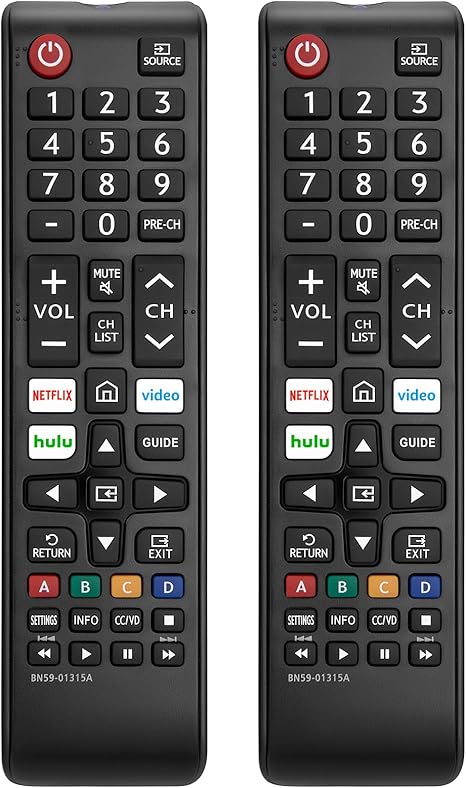 SOURCE
1 2 3
4 5 6
7 8 9
- 0 PRE-CH
+ MUTE
VOL CH
- CH LIST
NETFLIX video
hulu GUIDE
RETURN EXIT
A B C D
SETTINGS INFO CC/VD
BN59-01315A
SOURCE
1 2 3
4 5 6
7 8 9
- 0 PRE-CH
+ MUTE
VOL CH
- CH LIST
NETFLIX video
hulu GUIDE
RETURN EXIT
A B C D
SETTINGS INFO CC/VD
BN59-01315A